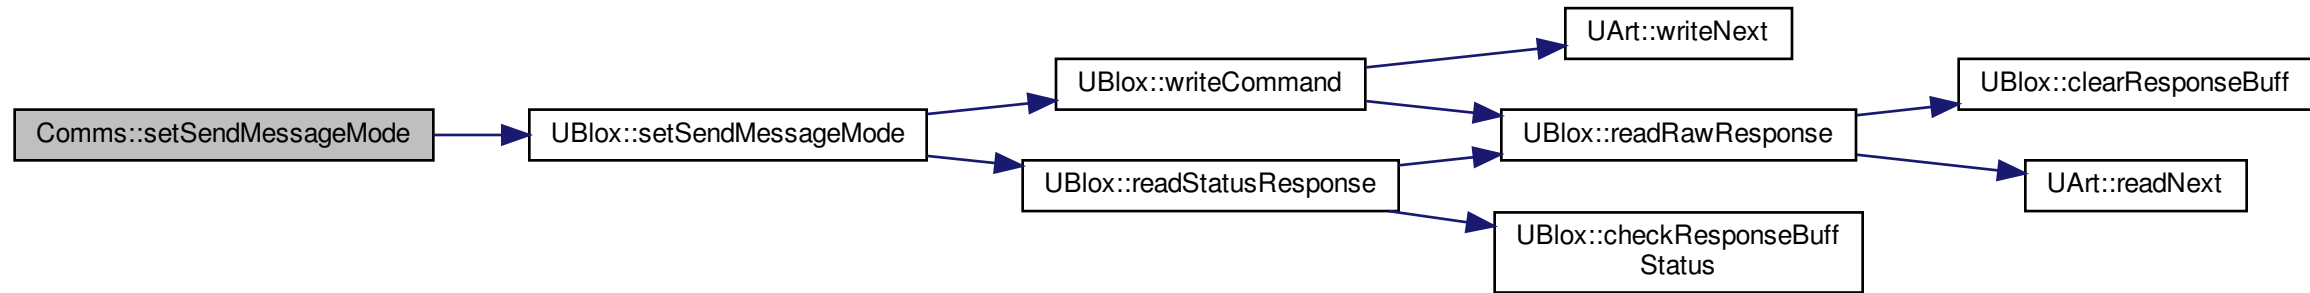 Comms::setSendMessageMode
UBlox::setSendMessageMode
UBlox::writeCommand
UBlox::readStatusResponse
UArt::writeNext
UBlox::readRawResponse
UBlox::checkResponseBuff
Status
UBlox::clearResponseBuff
UArt::readNext